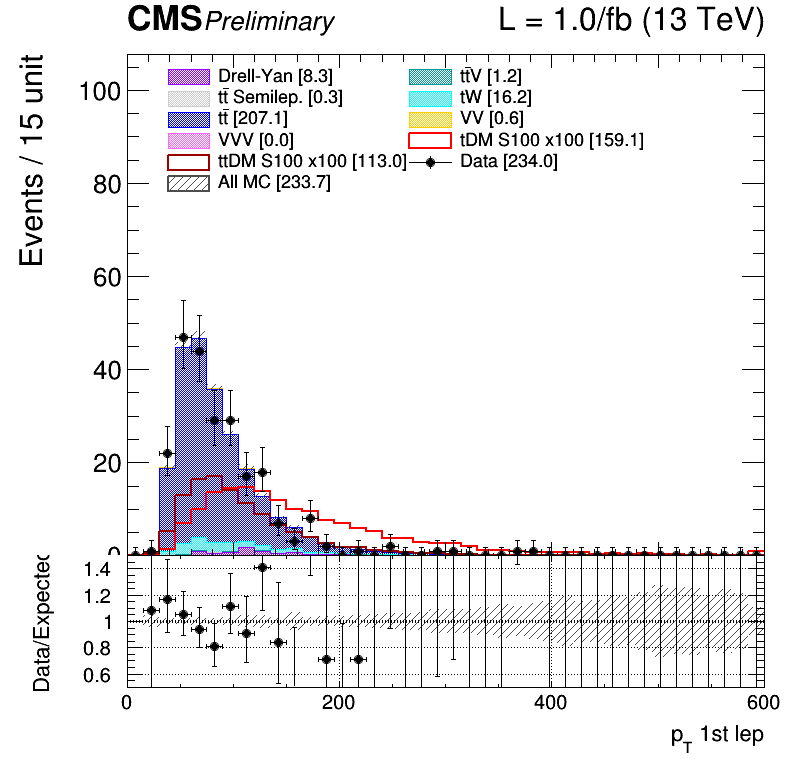 CMS Preliminary L = 1.0/fb (13 TeV)
Events / 15 unit
100
80
60
40
20
0
Drell-Yan [8.3]
tt̄ Semilep. [0.3]
tt̄ [207.1]
VVV [0.0]
ttDM S100 x100 [113.0]
All MC [233.7]
tt̄V [1.2]
tW [16.2]
VV [0.6]
tDM S100 x100 [159.1]
Data [234.0]
Data/Expected
1.4
1.2
1
0.8
0.6
0 200 400 600
pT 1st lep